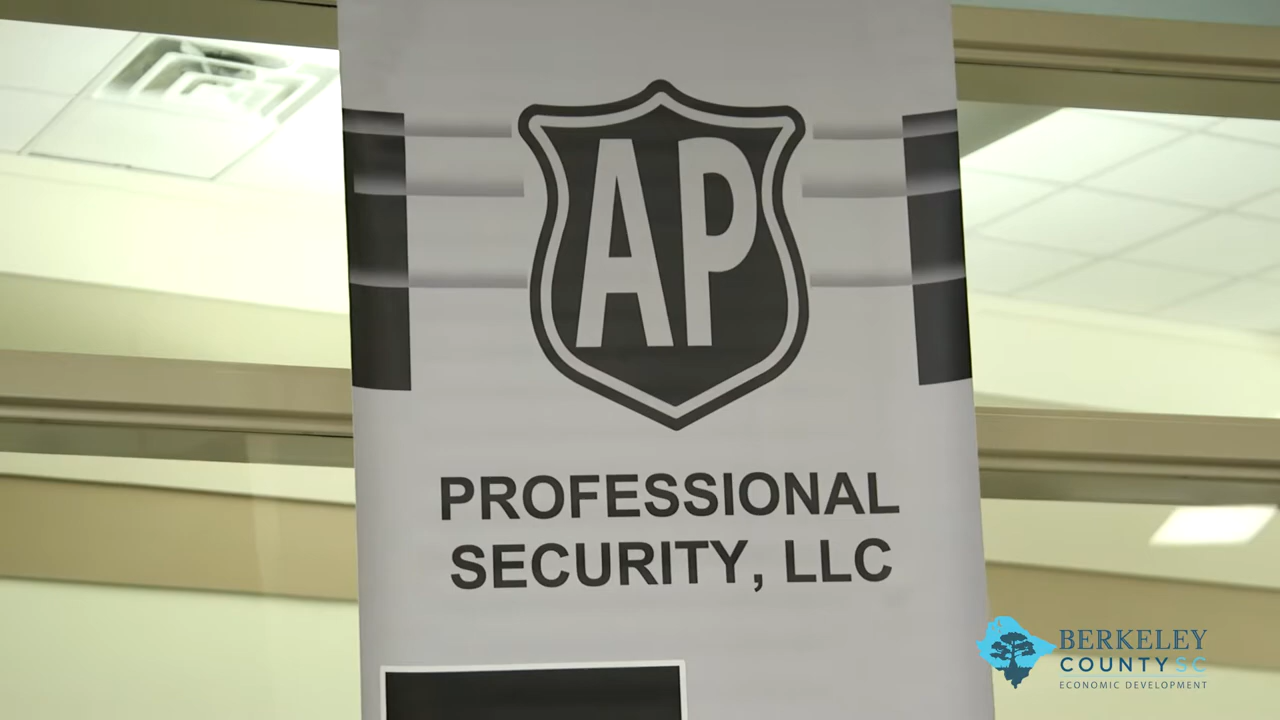 AP
PROFESSIONAL
SECURITY, LLC
BERKELEY
COUNTY SC
ECONOMIC DEVELOPMENT